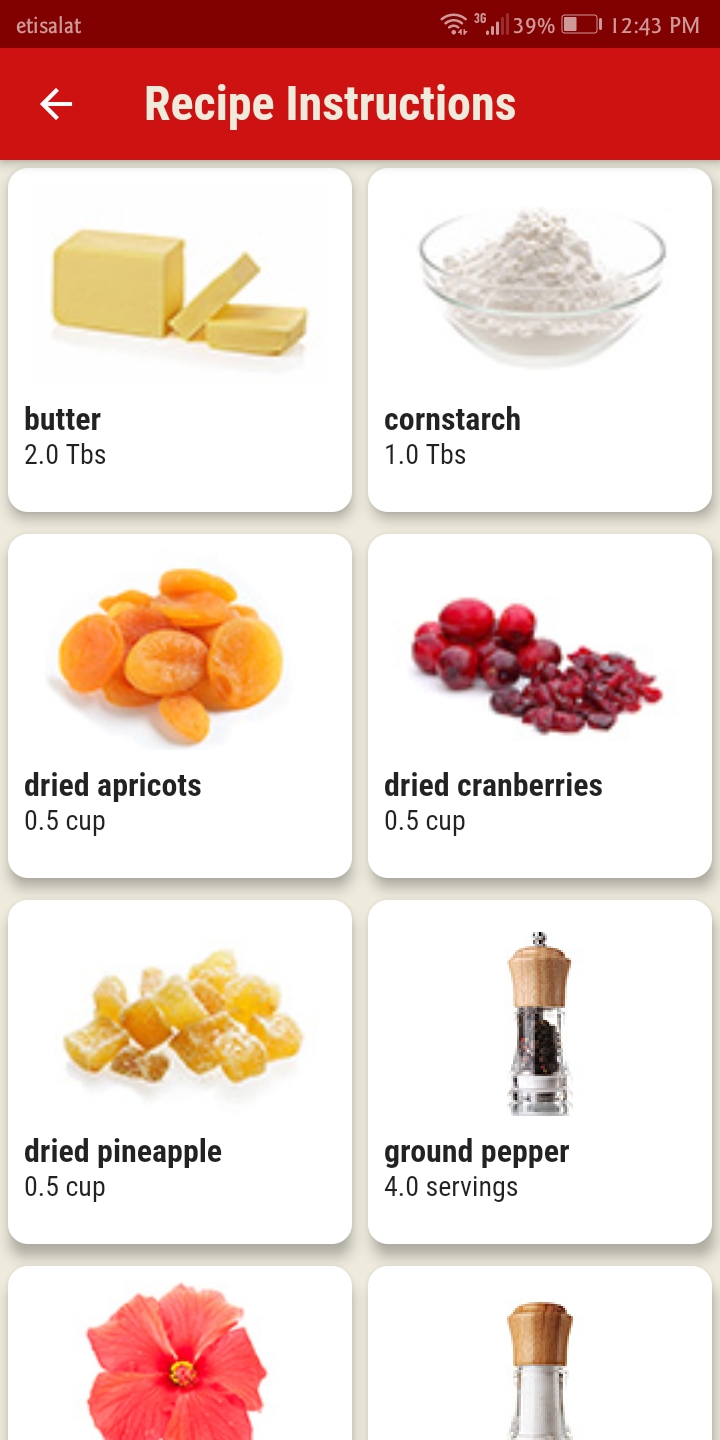 etisalat 3G 39% 12:43 PM
Recipe Instructions
butter
2.0 Tbs
cornstarch
1.0 Tbs
dried apricots
0.5 cup
dried cranberries
0.5 cup
dried pineapple
0.5 cup
ground pepper
4.0 servings